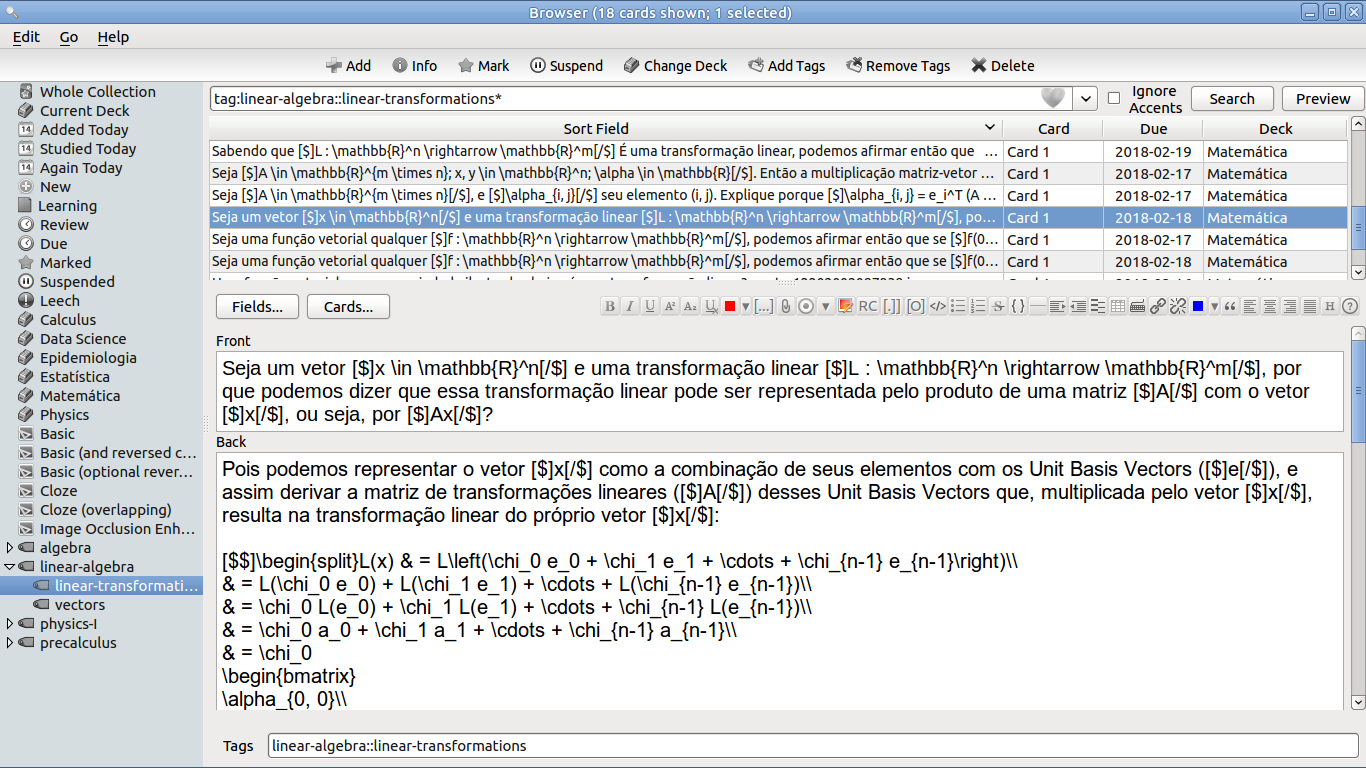 Browser (18 cards shown; 1 selected)
Edit Go Help
Add Info Mark Suspend Change Deck Add Tags Remove Tags Delete
Whole Collection
Current Deck
Added Today
Studied Today
Again Today
New
Learning
Review
Due
Marked
Suspended
Leech
Calculus
Data Science
Epidemiologia
Estatística
Matemática
Physics
Basic
Basic (and reversed c...
Basic (optional rever...
Cloze
Cloze (overlapping)
Image Occlusion Enh...
algebra
linear-algebra
linear-transformati...
vectors
physics-I
precalculus
tag:linear-algebra::linear-transformations*
Ignore Accents
Search
Preview
Sort Field Card Due Deck
Sabendo que [$]L : \mathbb{R}^n \rightarrow \mathbb{R}^m[/$] É uma transformação linear, podemos afirmar então que ... Card 1 2018-02-19 Matemática
Seja [$]A \in \mathbb{R}^{m \times n}; x, y \in \mathbb{R}^n; \alpha \in \mathbb{R}[/$]. Então a multiplicação matriz-vetor ... Card 1 2018-02-17 Matemática
Seja [$]A \in \mathbb{R}^{m \times n}[/$], e [$]\alpha_{i, j}[/$] seu elemento (i, j). Explique porque [$]\alpha_{i, j} = e_i^T (A ... Card 1 2018-02-17 Matemática
Seja um vetor [$]x \in \mathbb{R}^n[/$] e uma transformação linear [$]L : \mathbb{R}^n \rightarrow \mathbb{R}^m[/$], po... Card 1 2018-02-18 Matemática
Seja uma função vetorial qualquer [$]f : \mathbb{R}^n \rightarrow \mathbb{R}^m[/$], podemos afirmar então que se [$]f(0... Card 1 2018-02-17 Matemática
Seja uma função vetorial qualquer [$]f : \mathbb{R}^n \rightarrow \mathbb{R}^m[/$], podemos afirmar então que se [$]f(0... Card 1 2018-02-18 Matemática
Fields... Cards...
Front
Seja um vetor [$]x \in \mathbb{R}^n[/$] e uma transformação linear [$]L : \mathbb{R}^n \rightarrow \mathbb{R}^m[/$], por
que podemos dizer que essa transformação linear pode ser representada pelo produto de uma matriz [$]A[/$] com o vetor
[$]x[/$], ou seja, por [$]Ax[/$]?
Back
Pois podemos representar o vetor [$]x[/$] como a combinação de seus elementos com os Unit Basis Vectors ([$]e[/$]), e
assim derivar a matriz de transformações lineares ([$]A[/$]) desses Unit Basis Vectors que, multiplicada pelo vetor [$]x[/$],
resulta na transformação linear do próprio vetor [$]x[/$]:
[$$]\begin{split}L(x) & = L\left(\chi_0 e_0 + \chi_1 e_1 + \cdots + \chi_{n-1} e_{n-1}\right)\\
& = L(\chi_0 e_0) + L(\chi_1 e_1) + \cdots + L(\chi_{n-1} e_{n-1})\\
& = \chi_0 L(e_0) + \chi_1 L(e_1) + \cdots + \chi_{n-1} L(e_{n-1})\\
& = \chi_0 a_0 + \chi_1 a_1 + \cdots + \chi_{n-1} a_{n-1}\\
& = \chi_0
\begin{bmatrix}
\alpha_{0, 0}\\
Tags linear-algebra::linear-transformations